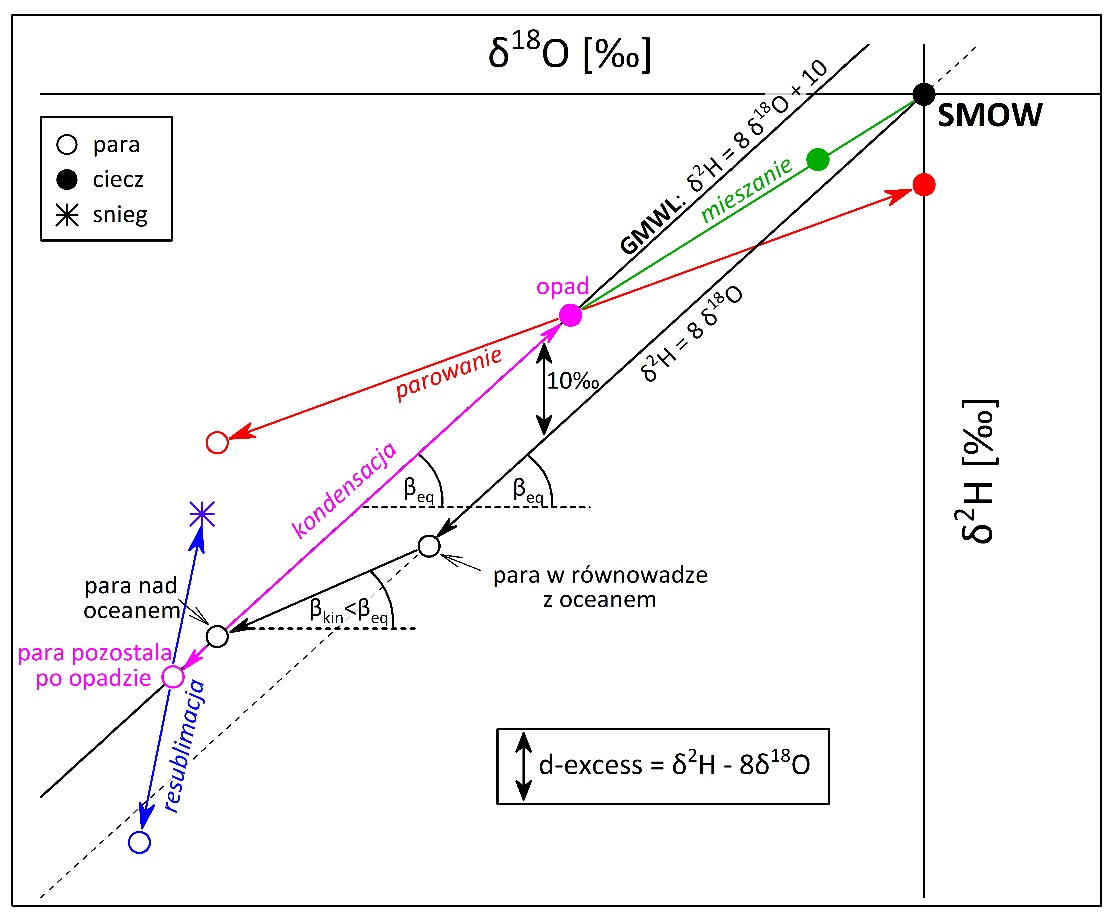 δ¹⁸O [‰]
para
ciecz
snieg
GMWL: δ²H = 8 δ¹⁸O + 10
SMOW
mieszanie
opad
δ²H = 8 δ¹⁸O
parowanie
10‰
kondensacja
βeq
βeq
δ²H [‰]
para nad
oceanem
para w równowadze
z oceanem
βkin<βeq
para pozostala
po opadzie
resublimacja
d-excess = δ²H - 8δ¹⁸O